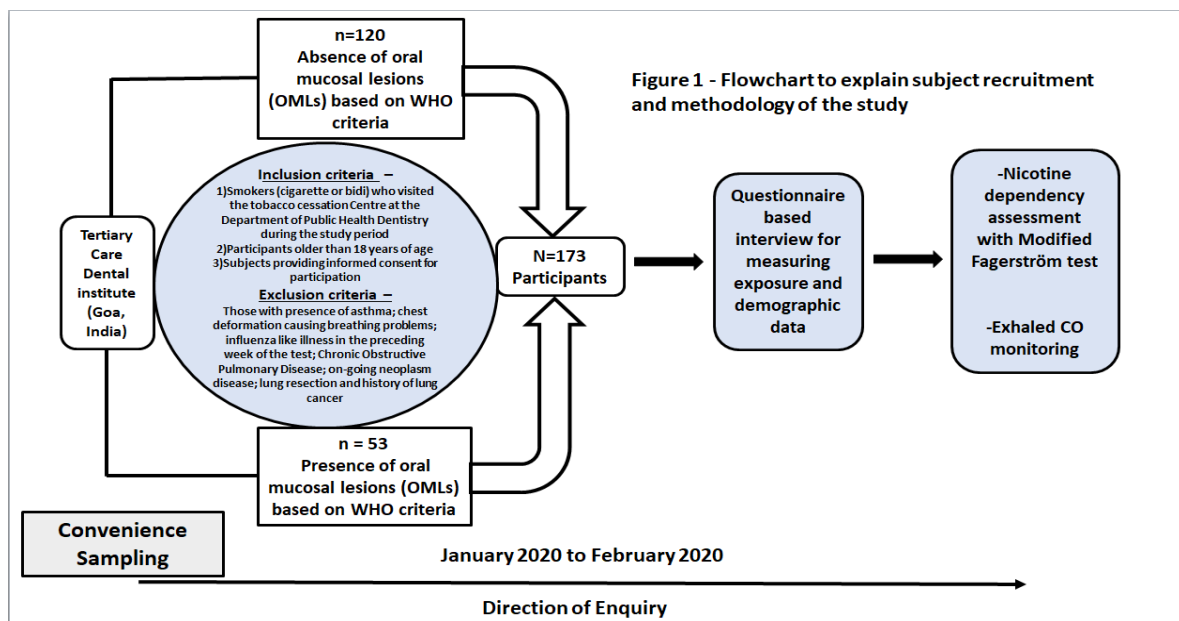 n=120
Absence of oral
mucosal lesions
(OMLs) based on WHO
criteria
Figure 1 - Flowchart to explain subject recruitment
and methodology of the study
Tertiary
Care
Dental
institute
(Goa,
India)
Inclusion criteria –
1)Smokers (cigarette or bidi) who visited
the tobacco cessation Centre at the
Department of Public Health Dentistry
during the study period
2)Participants older than 18 years of age
3)Subjects providing informed consent for
participation
Exclusion criteria –
Those with presence of asthma; chest
deformation causing breathing problems;
influenza like illness in the preceding
week of the test; Chronic Obstructive
Pulmonary Disease; on-going neoplasm
disease; lung resection and history of lung
cancer
N=173
Participants
Questionnaire
based
interview for
measuring
exposure and
demographic
data
-Nicotine
dependency
assessment
with Modified
Fagerström test
-Exhaled CO
monitoring
n = 53
Presence of oral
mucosal lesions (OMLs)
based on WHO criteria
Convenience
Sampling
January 2020 to February 2020
Direction of Enquiry